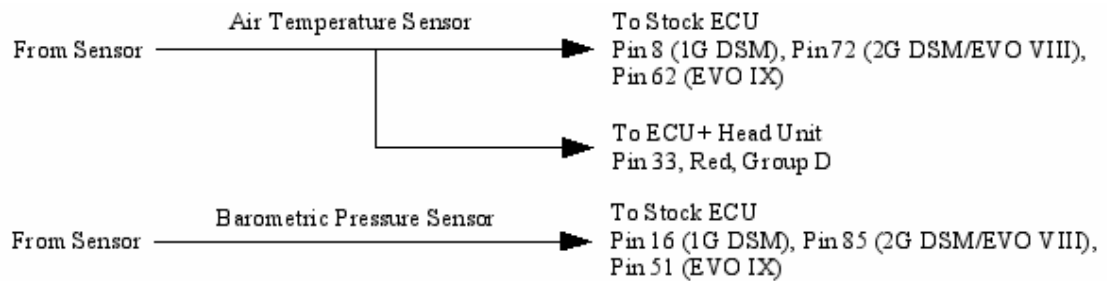 Air Temperature Sensor
From Sensor
To Stock ECU
Pin 8 (1G DSM), Pin 72 (2G DSM/EVO VIII),
Pin 62 (EVO IX)
To ECU+ Head Unit
Pin 33, Red, Group D
Barometric Pressure Sensor
From Sensor
To Stock ECU
Pin 16 (1G DSM), Pin 85 (2G DSM/EVO VIII),
Pin 51 (EVO IX)